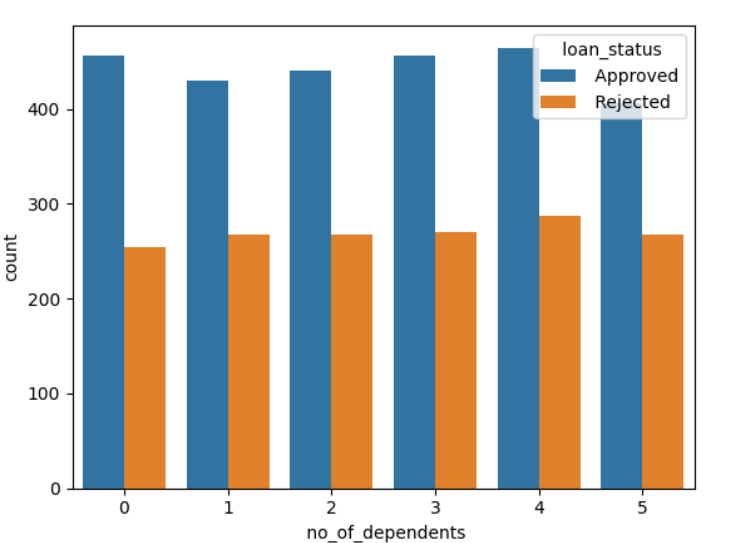 loan_status
Approved
Rejected
count
400
300
200
100
0
0 1 2 3 4 5
no_of_dependents